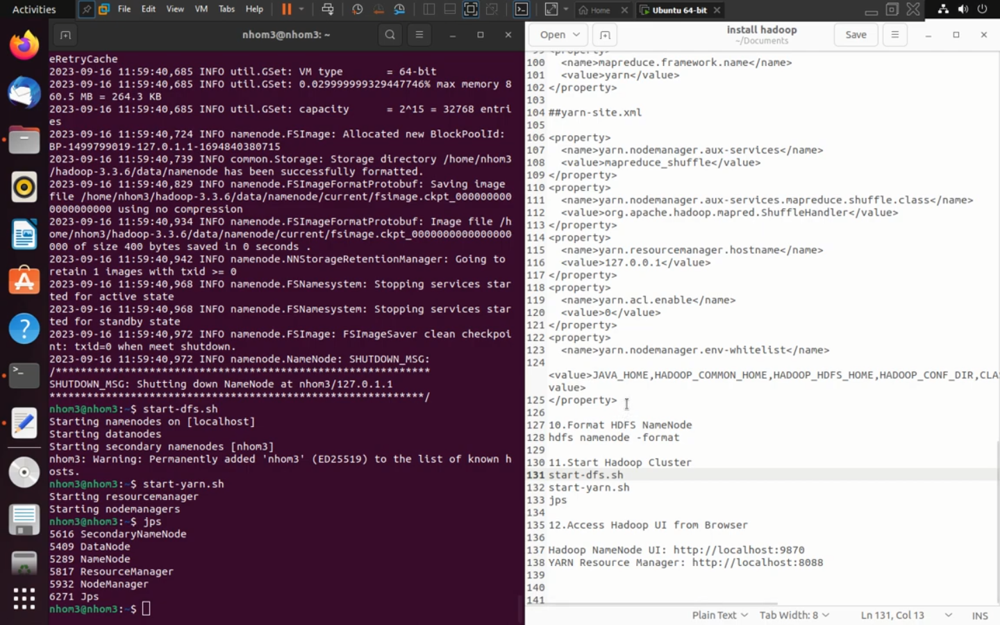 Activities
File Edit View VM Tabs Help
Home
Ubuntu 64-bit
nhom3@nhom3: ~
eRetryCache
2023-09-16 11:59:40,685 INFO util.GSet: VM type       = 64-bit
2023-09-16 11:59:40,685 INFO util.GSet: 0.029999999329447746% max memory 8
60.5 MB = 264.3 KB
2023-09-16 11:59:40,685 INFO util.GSet: capacity      = 2^15 = 32768 entri
es
2023-09-16 11:59:40,724 INFO namenode.FSImage: Allocated new BlockPoolId:
BP-1499799019-127.0.1.1-1694840380715
2023-09-16 11:59:40,739 INFO common.Storage: Storage directory /home/nhom3
/hadoop-3.3.6/data/namenode has been successfully formatted.
2023-09-16 11:59:40,829 INFO namenode.FSImageFormatProtobuf: Saving image
file /home/nhom3/hadoop-3.3.6/data/namenode/current/fsimage.ckpt_000000000
0000000000 using no compression
2023-09-16 11:59:40,934 INFO namenode.FSImageFormatProtobuf: Image file /h
ome/nhom3/hadoop-3.3.6/data/namenode/current/fsimage.ckpt_0000000000000000
000 of size 400 bytes saved in 0 seconds .
2023-09-16 11:59:40,942 INFO namenode.NNStorageRetentionManager: Going to
retain 1 images with txid >= 0
2023-09-16 11:59:40,968 INFO namenode.FSNamesystem: Stopping services star
ted for active state
2023-09-16 11:59:40,968 INFO namenode.FSNamesystem: Stopping services star
ted for standby state
2023-09-16 11:59:40,972 INFO namenode.FSImage: FSImageSaver clean checkpoi
nt: txid=0 when meet shutdown.
2023-09-16 11:59:40,972 INFO namenode.NameNode: SHUTDOWN_MSG:
/************************************************************
SHUTDOWN_MSG: Shutting down NameNode at nhom3/127.0.1.1
************************************************************/
nhom3@nhom3:~$ start-dfs.sh
Starting namenodes on [localhost]
Starting datanodes
Starting secondary namenodes [nhom3]
nhom3: Warning: Permanently added 'nhom3' (ED25519) to the list of known h
osts.
nhom3@nhom3:~$ start-yarn.sh
Starting resourcemanager
Starting nodemanagers
nhom3@nhom3:~$ jps
5616 SecondaryNameNode
5409 DataNode
5289 NameNode
5817 ResourceManager
5932 NodeManager
6271 Jps
nhom3@nhom3:~$
Open
install hadoop
~/Documents
Save
99 <property>
100   <name>mapreduce.framework.name</name>
101   <value>yarn</value>
102 </property>
103
104 ##yarn-site.xml
105
106 <property>
107   <name>yarn.nodemanager.aux-services</name>
108   <value>mapreduce_shuffle</value>
109 </property>
110 <property>
111   <name>yarn.nodemanager.aux-services.mapreduce.shuffle.class</name>
112   <value>org.apache.hadoop.mapred.ShuffleHandler</value>
113 </property>
114 <property>
115   <name>yarn.resourcemanager.hostname</name>
116   <value>127.0.0.1</value>
117 </property>
118 <property>
119   <name>yarn.acl.enable</name>
120   <value>0</value>
121 </property>
122 <property>
123   <name>yarn.nodemanager.env-whitelist</name>
124
<value>JAVA_HOME,HADOOP_COMMON_HOME,HADOOP_HDFS_HOME,HADOOP_CONF_DIR,CLA
value>
125 </property>
126
127 10.Format HDFS NameNode
128 hdfs namenode -format
129
130 11.Start Hadoop Cluster
131 start-dfs.sh
132 start-yarn.sh
133 jps
134
135 12.Access Hadoop UI from Browser
136
137 Hadoop NameNode UI: http://localhost:9870
138 YARN Resource Manager: http://localhost:8088
139
140
141
Plain Text
Tab Width: 8
Ln 131, Col 13
INS